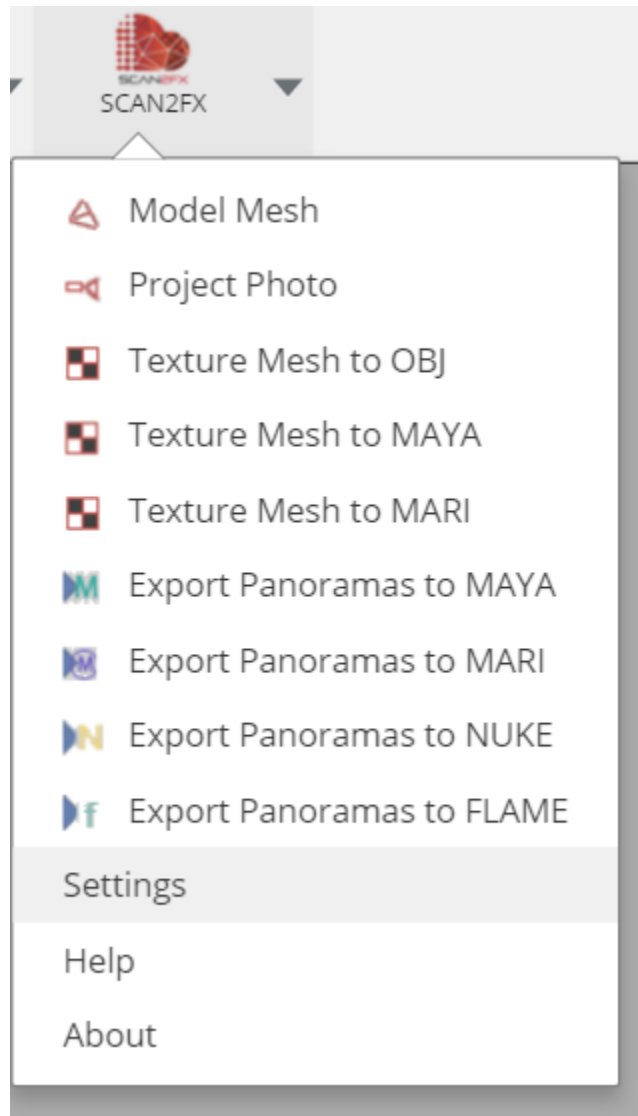 SCAN2FX
SCAN2FX
Model Mesh
Project Photo
Texture Mesh to OBJ
Texture Mesh to MAYA
Texture Mesh to MARI
M Export Panoramas to MAYA
M Export Panoramas to MARI
N Export Panoramas to NUKE
f Export Panoramas to FLAME
Settings
Help
About